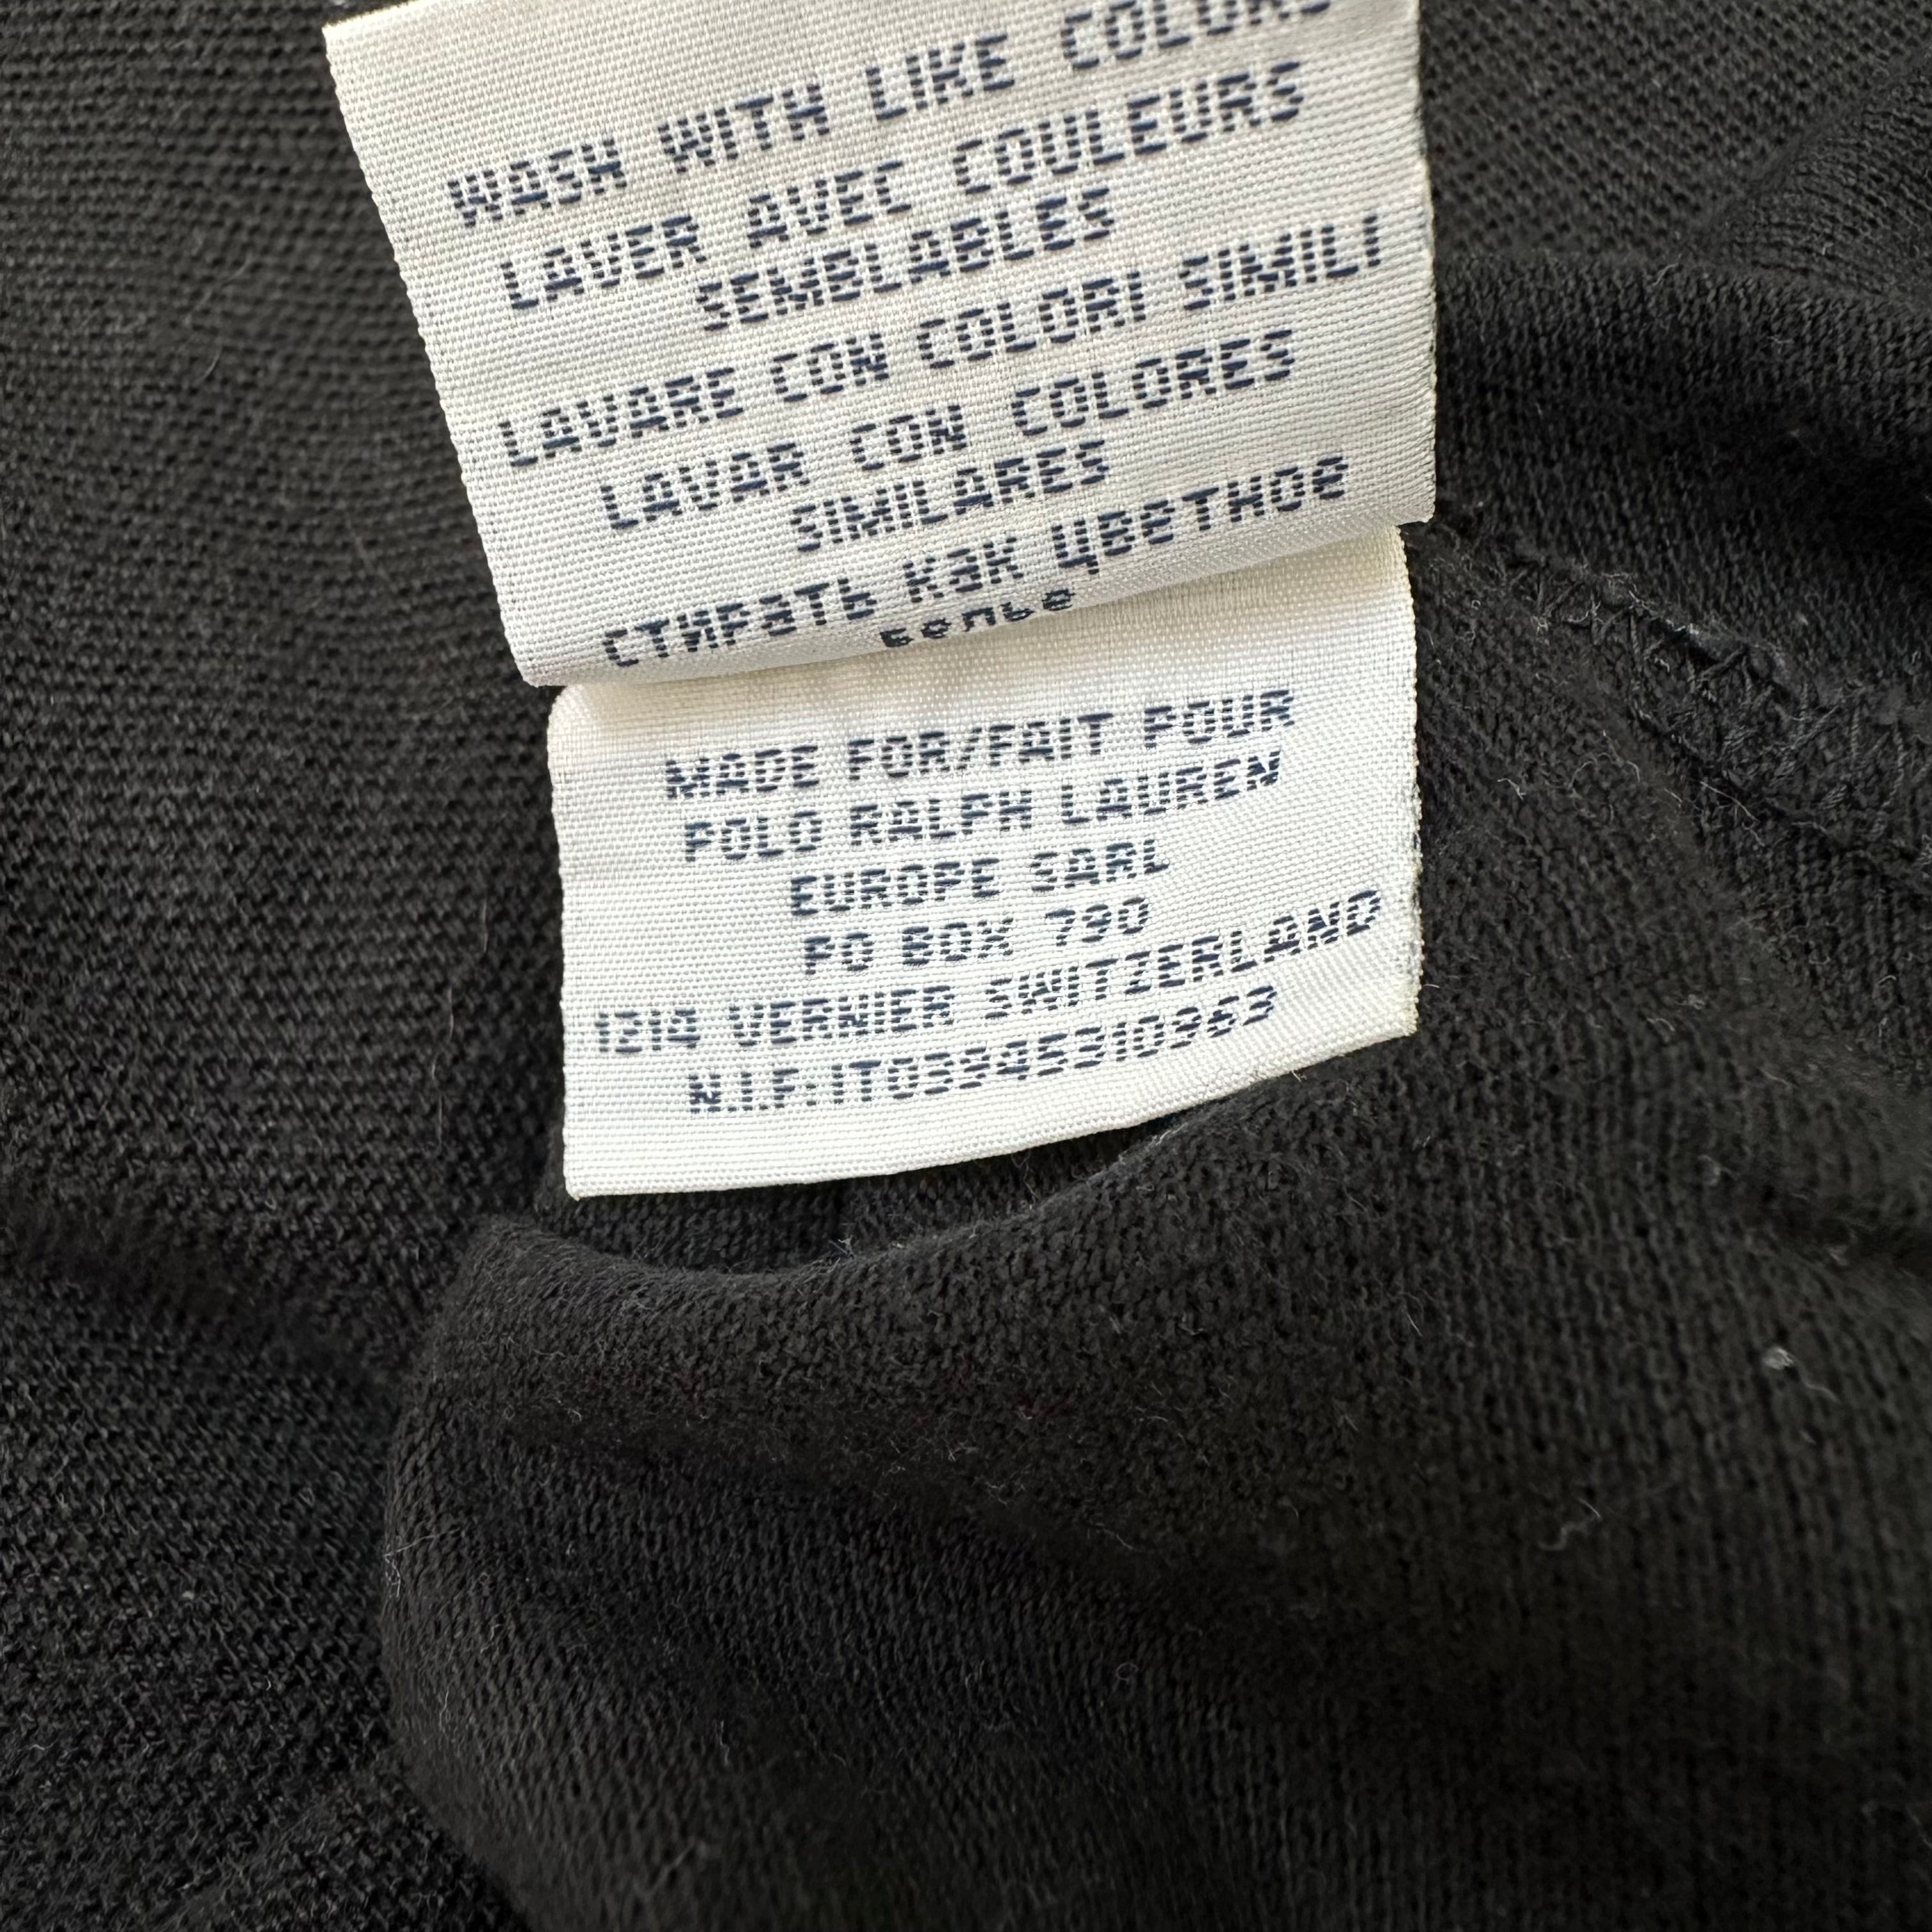 WASH WITH LIKE COLORS
LAVER AVEC COULEURS
SEMBLABLES
LAVARE CON COLORI SIMILI
LAVAR CON COLORES
SIMILARES
СТИРАТЬ КАК ЦВЕТНОЕ
БЕЛЬЕ
MADE FOR/FAIT POUR
POLO RALPH LAUREN
EUROPE SARL
PO BOX 790
1214 VERNIER SWITZERLAND
N.I.F:IT03945310963